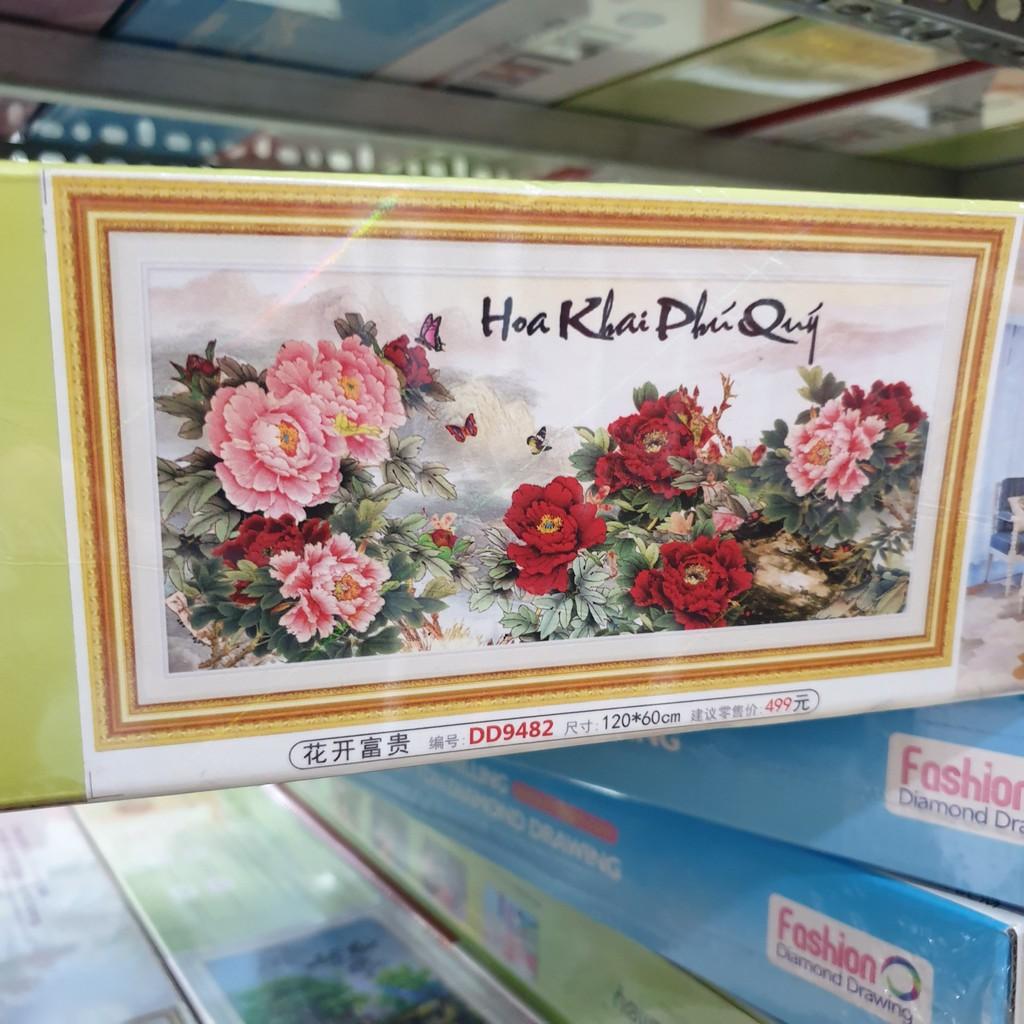 Hoa Khai Phú Quý
花开富贵 编号:DD9482 尺寸:120*60cm 建议零售价:499元
Fashion
Diamond
DIAMOND DRAWING
Fashion
Diamond Drawing